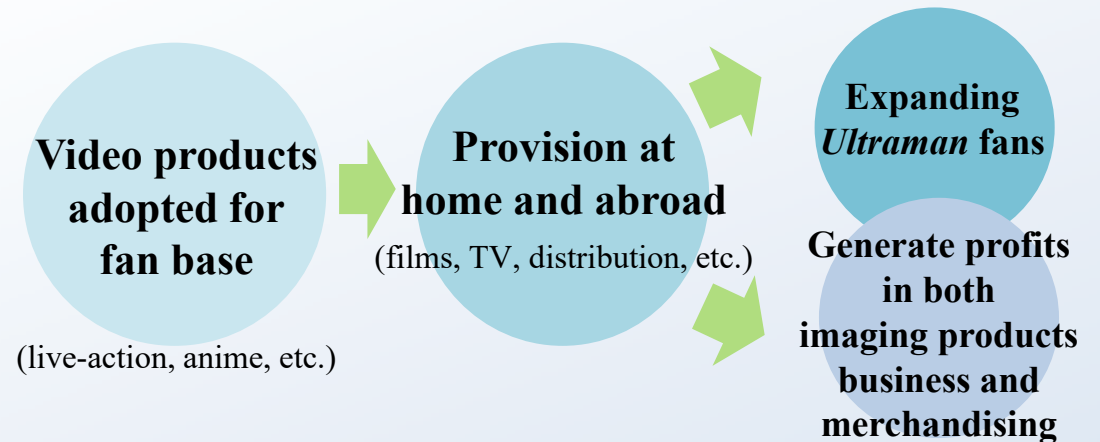 Video products
adopted for
fan base
(live-action, anime, etc.)
Provision at
home and abroad
(films, TV, distribution, etc.)
Expanding
Ultraman fans
Generate profits
in both
imaging products
business and
merchandising